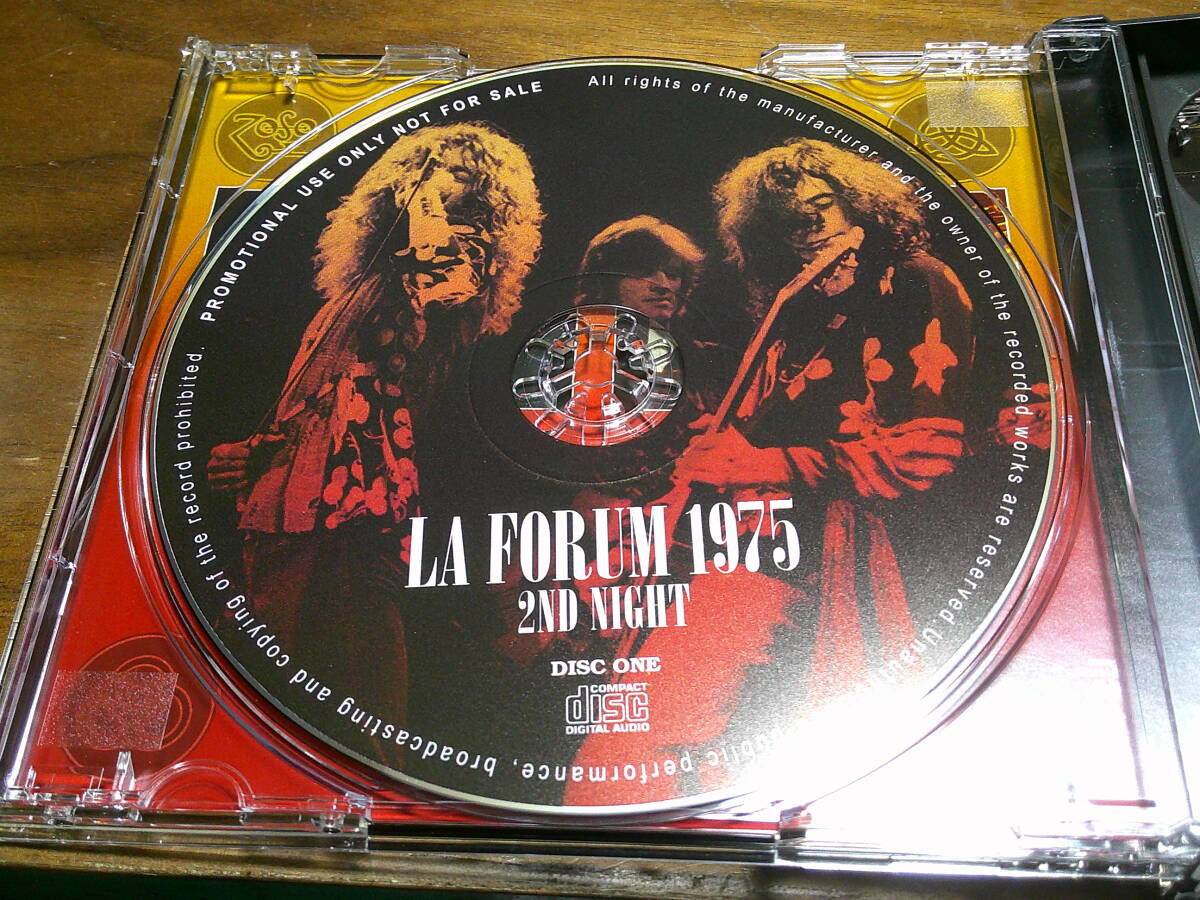 PROMOTIONAL USE ONLY NOT FOR SALE
All rights of the manufacturer and the owner of the recorded works are reserved. public performance, broadcasting and copying of the record prohibited.
LA FORUM 1975
2ND NIGHT
DISC ONE
COMPACT
disc
DIGITAL AUDIO
ZoSo